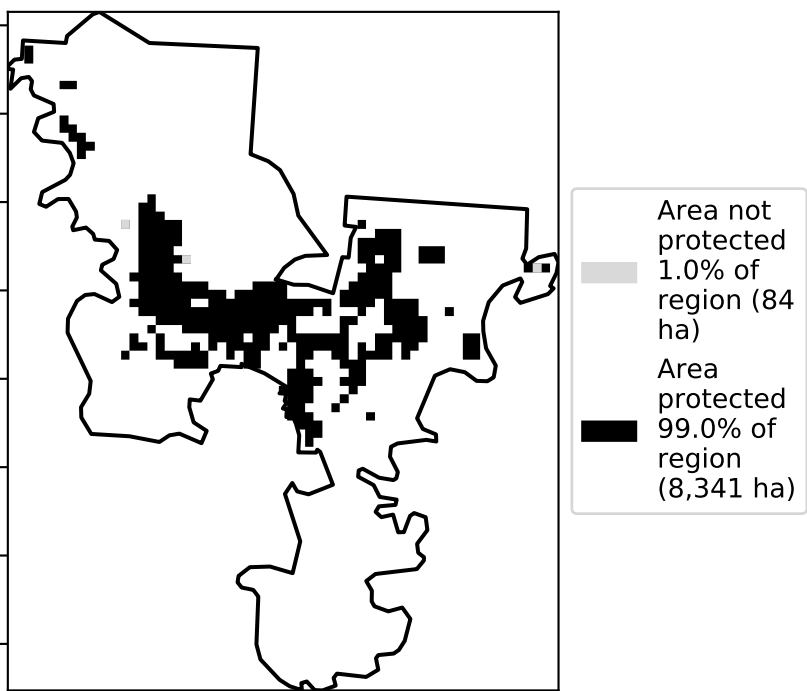 Area not
protected
1.0% of
region (84
ha)
Area
protected
99.0% of
region
(8,341 ha)